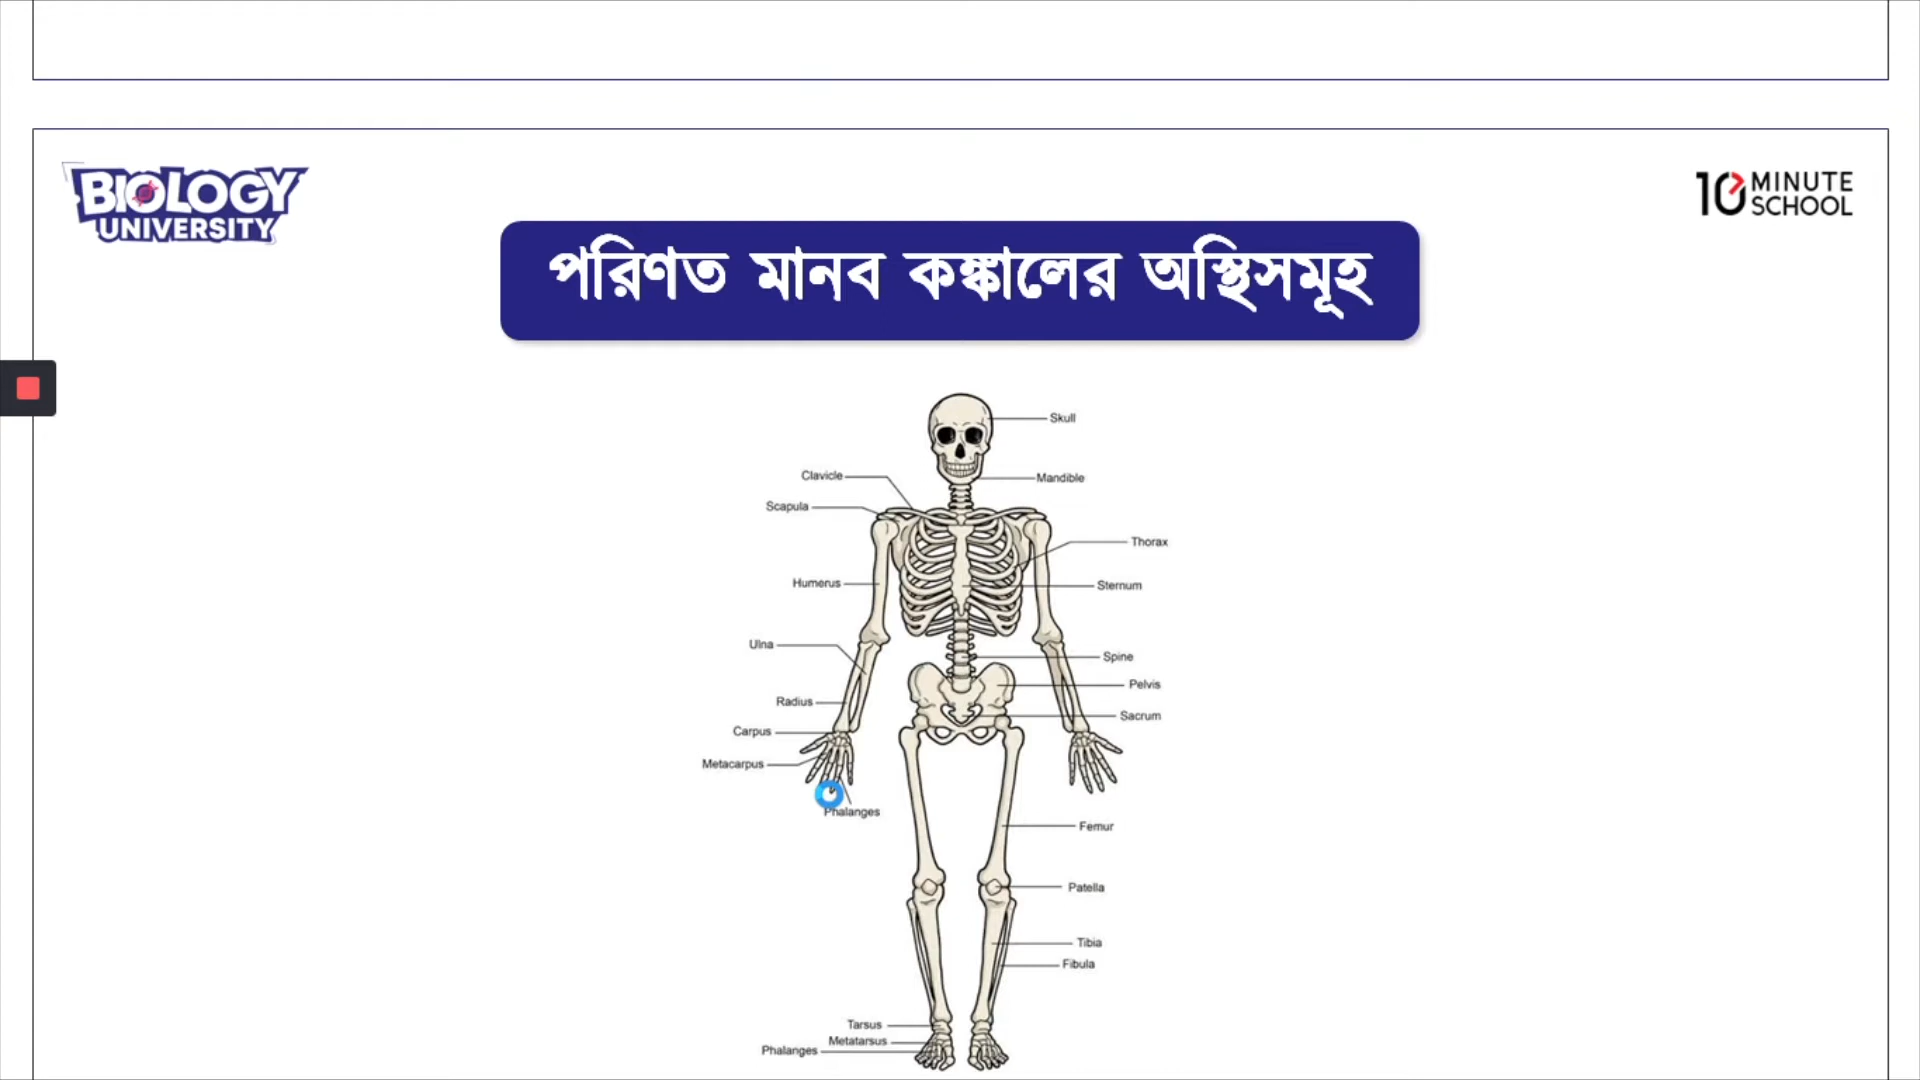 BIOLOGY
UNIVERSITY
10 MINUTE
SCHOOL
পরিণত মানব কঙ্কালের অস্থিসমূহ
Skull
Clavicle
Mandible
Scapula
Thorax
Humerus
Sternum
Ulna
Spine
Pelvis
Radius
Sacrum
Carpus
Metacarpus
Phalanges
Femur
Patella
Tibia
Fibula
Tarsus
Metatarsus
Phalanges